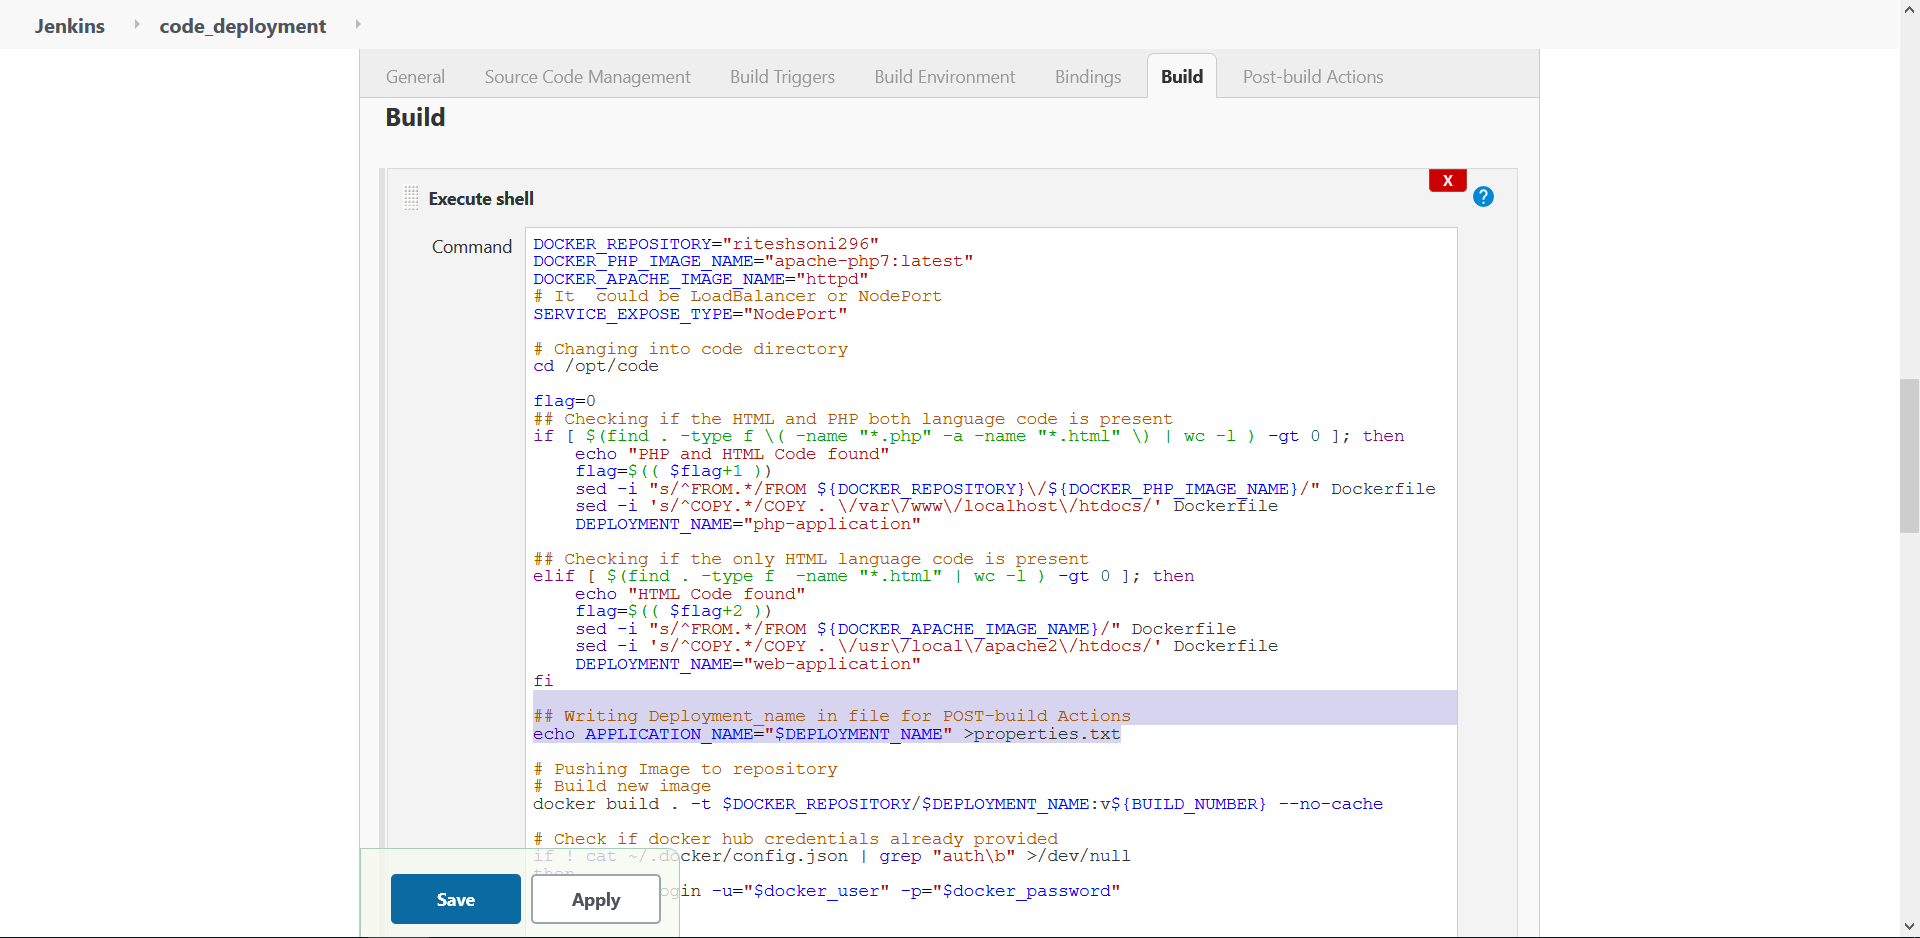 Jenkins code_deployment
General Source Code Management Build Triggers Build Environment Bindings Build Post-build Actions
Build
X
?
Execute shell
Command
DOCKER_REPOSITORY="riteshsoni296"
DOCKER_PHP_IMAGE_NAME="apache-php7:latest"
DOCKER_APACHE_IMAGE_NAME="httpd"
# It  could be LoadBalancer or NodePort
SERVICE_EXPOSE_TYPE="NodePort"
# Changing into code directory
cd /opt/code
flag=0
## Checking if the HTML and PHP both language code is present
if [ $(find . -type f \( -name "*.php" -a -name "*.html" \) | wc -l ) -gt 0 ]; then
    echo "PHP and HTML Code found"
    flag=$(( $flag+1 ))
    sed -i "s/^FROM.*/FROM ${DOCKER_REPOSITORY}\/${DOCKER_PHP_IMAGE_NAME}/" Dockerfile
    sed -i 's/^COPY.*/COPY . \/var\/www\/localhost\/htdocs/' Dockerfile
    DEPLOYMENT_NAME="php-application"
## Checking if the only HTML language code is present
elif [ $(find . -type f  -name "*.html" | wc -l ) -gt 0 ]; then
    echo "HTML Code found"
    flag=$(( $flag+2 ))
    sed -i "s/^FROM.*/FROM ${DOCKER_APACHE_IMAGE_NAME}/" Dockerfile
    sed -i 's/^COPY.*/COPY . \/usr\/local\/apache2\/htdocs/' Dockerfile
    DEPLOYMENT_NAME="web-application"
fi
## Writing Deployment_name in file for POST-build Actions
echo APPLICATION_NAME="$DEPLOYMENT_NAME" >properties.txt
# Pushing Image to repository
# Build new image
docker build . -t $DOCKER_REPOSITORY/$DEPLOYMENT_NAME:v${BUILD_NUMBER} --no-cache
# Check if docker hub credentials already provided
if ! cat ~/.docker/config.json | grep "auth\b" >/dev/null
then
ogin -u="$docker_user" -p="$docker_password"
Save Apply